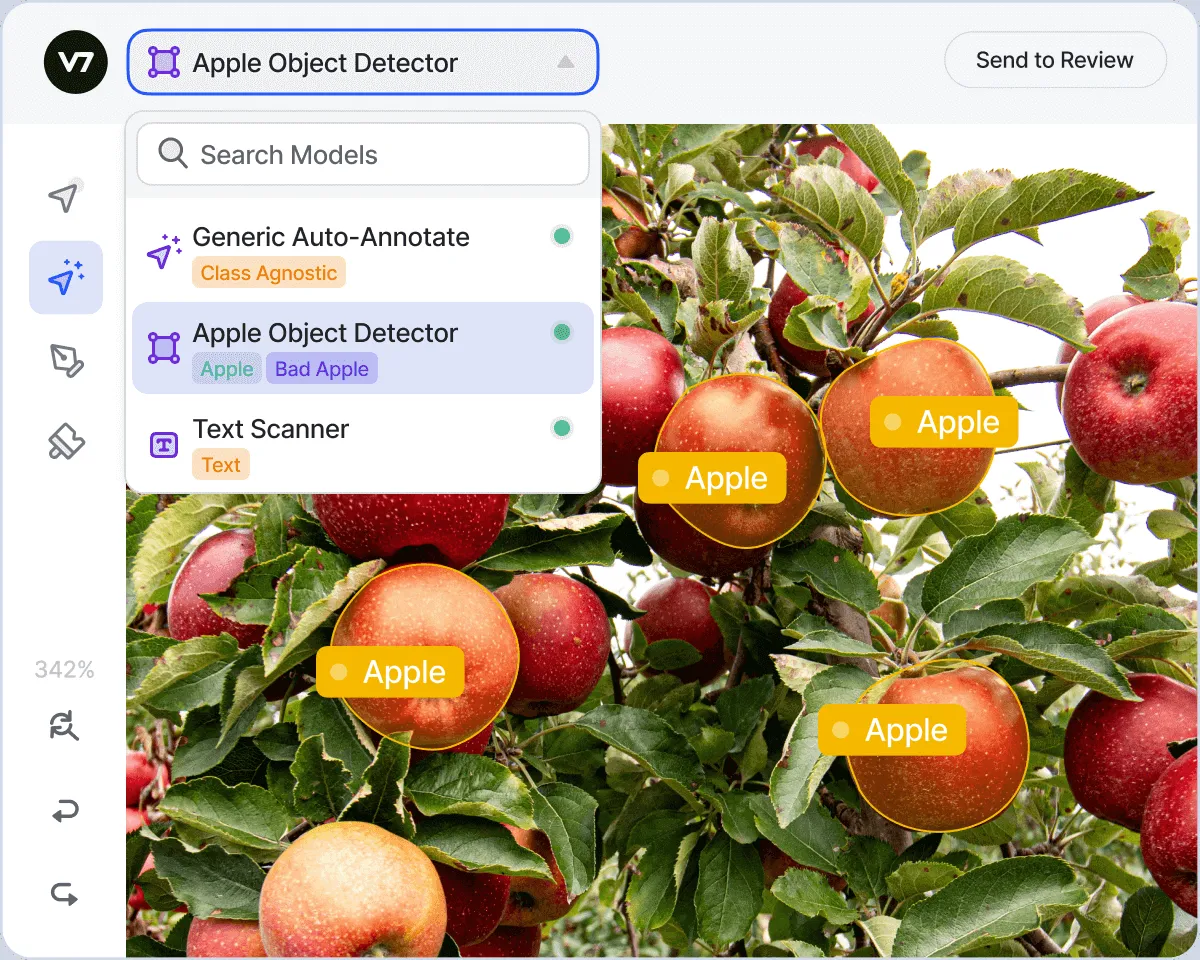 V7
Apple Object Detector
Send to Review
Search Models
Generic Auto-Annotate
Class Agnostic
Apple Object Detector
Apple Bad Apple
Text Scanner
T
Text
Apple
Apple
Apple
Apple
342%